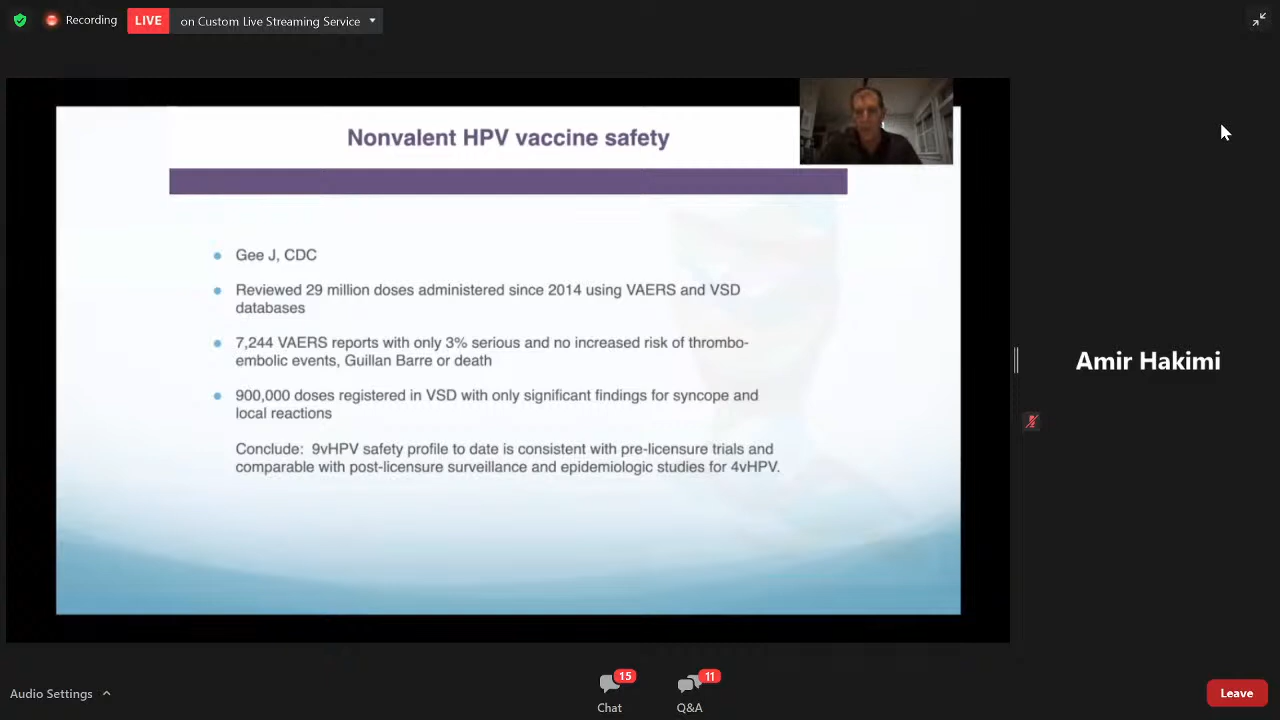 Recording
LIVE on Custom Live Streaming Service
Nonvalent HPV vaccine safety
Gee J, CDC
Reviewed 29 million doses administered since 2014 using VAERS and VSD
databases
7,244 VAERS reports with only 3% serious and no increased risk of thrombo-
embolic events, Guillan Barre or death
900,000 doses registered in VSD with only significant findings for syncope and
local reactions
Conclude: 9vHPV safety profile to date is consistent with pre-licensure trials and
comparable with post-licensure surveillance and epidemiologic studies for 4vHPV.
Amir Hakimi
Audio Settings
15
Chat
11
Q&A
Leave